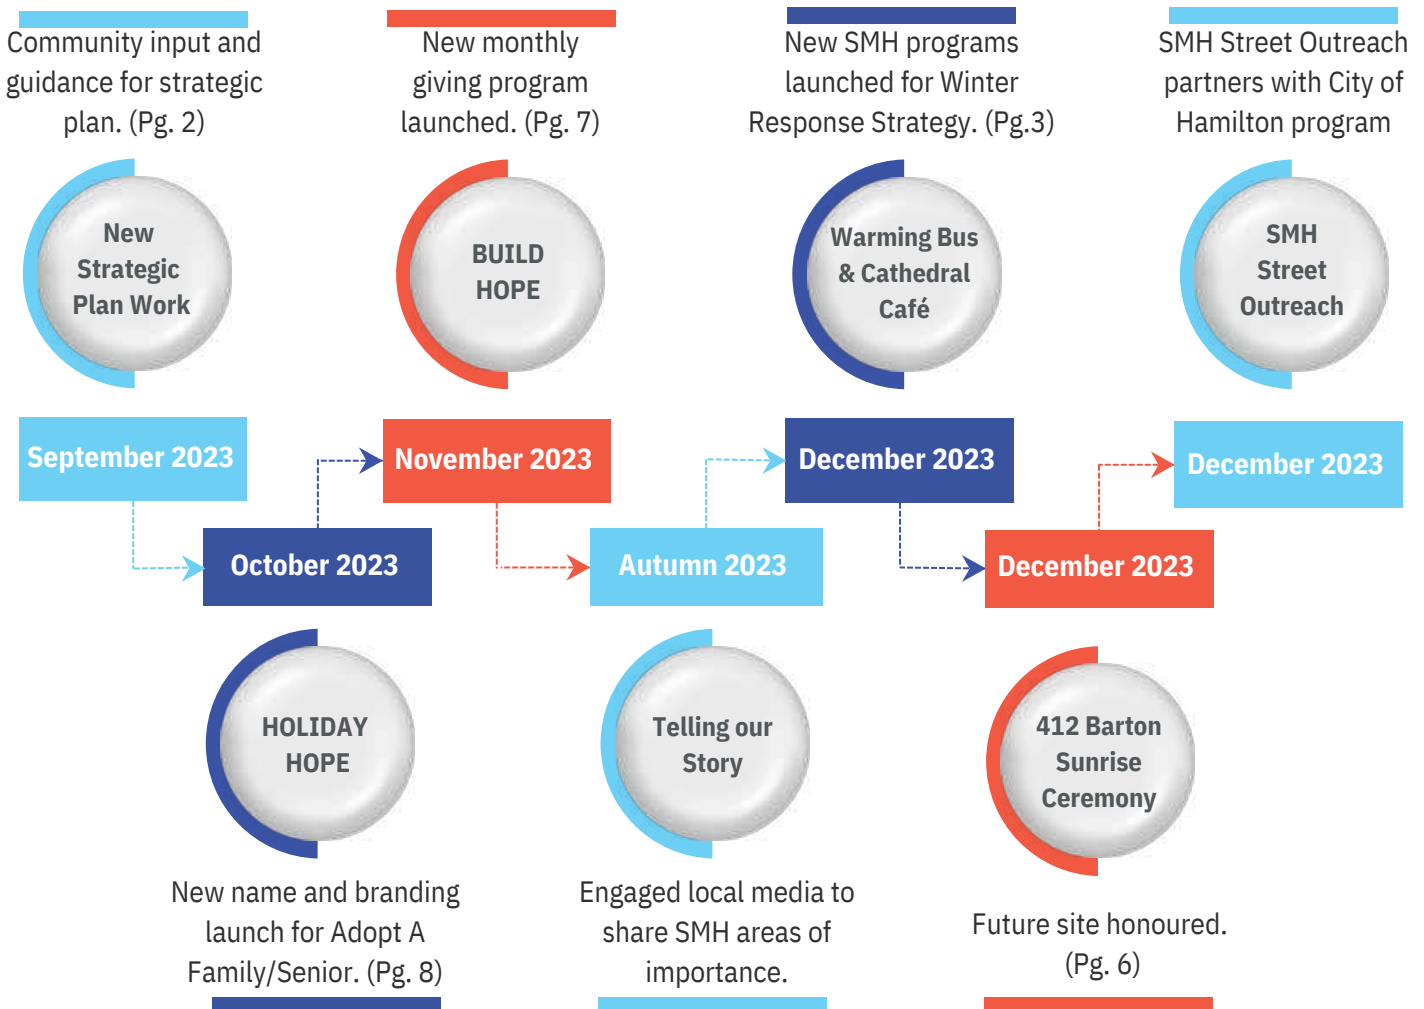 Community input and
guidance for strategic
plan. (Pg. 2)
New
Strategic
Plan Work
September 2023
October 2023
HOLIDAY
HOPE
New name and branding
launch for Adopt A
Family/Senior. (Pg. 8)
New monthly
giving program
launched. (Pg. 7)
BUILD
HOPE
November 2023
Autumn 2023
Telling our
Story
Engaged local media to
share SMH areas of
importance.
New SMH programs
launched for Winter
Response Strategy. (Pg.3)
Warming Bus
& Cathedral
Café
December 2023
December 2023
412 Barton
Sunrise
Ceremony
Future site honoured.
(Pg. 6)
SMH Street Outreach
partners with City of
Hamilton program
SMH
Street
Outreach
December 2023